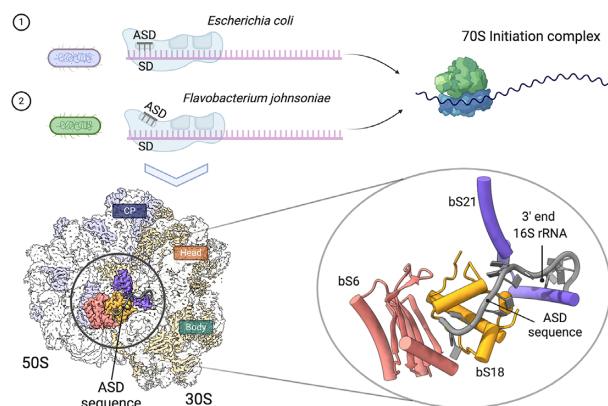 1
Escherichia coli
ASD
SD
70S Initiation complex
2
Flavobacterium johnsoniae
ASD
SD
CP
Head
Body
50S
30S
ASD
sequence
bS21
3' end
16S rRNA
bS6
ASD
sequence
bS18